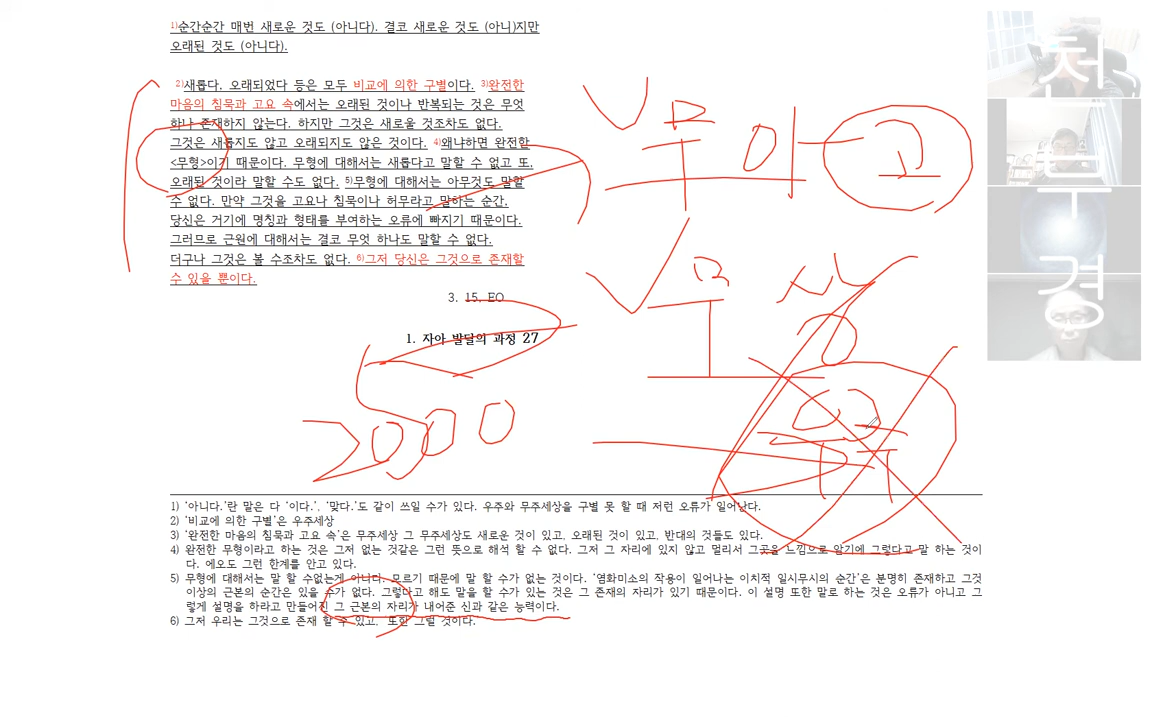 1)순간순간 매번 새로운 것도 (아니다). 결코 새로운 것도 (아니)지만
오래된 것도 (아니다).
2)새롭다, 오래되었다 등은 모두 비교에 의한 구별이다. 3)완전한
마음의 침묵과 고요 속에서는 오래된 것이나 반복되는 것은 무엇
하나 존재하지 않는다. 하지만 그것은 새로울 것조차도 없다.
그것은 새롭지도 않고 오래되지도 않은 것이다. 4)왜냐하면 완전한
<무형>이기 때문이다. 무형에 대해서는 새롭다고 말할 수 없고 또,
오래된 것이라 말할 수도 없다. 5)무형에 대해서는 아무것도 말할
수 없다. 만약 그것을 고요나 침묵이나 허무라고 말하는 순간,
당신은 거기에 명칭과 형태를 부여하는 오류에 빠지기 때문이다.
그러므로 근원에 대해서는 결코 무엇 하나도 말할 수 없다.
더구나 그것은 볼 수조차도 없다. 6)그저 당신은 그것으로 존재할
수 있을 뿐이다.
3. 15. EO
1. 자아 발달의 과정 27
천
부
경
무 아
무
2000
1) '아니다.'란 말은 다 '이다.', '맞다.'도 같이 쓰일 수가 있다. 우주와 무주세상을 구별 못 할 때 저런 오류가 일어난다.
2) '비교에 의한 구별'은 우주세상
3) '완전한 마음의 침묵과 고요 속'은 무주세상 그 무주세상도 새로운 것이 있고, 오래된 것이 있고, 반대의 것들도 있다.
4) 완전한 무형이라고 하는 것은 그저 없는 것같은 그런 뜻으로 해석 할 수 없다. 그저 그 자리에 있지 않고 멀리서 그곳을 느낌으로 알기에 그렇다고 말 하는 것이
다. 에오도 그런 한계를 안고 있다.
5) 무형에 대해서는 말 할 수없는게 아니다. 모르기 때문에 말 할 수가 없는 것이다. '염화미소의 작용이 일어나는 이치적 일시무시의 순간'은 분명히 존재하고 그것
이상의 근본의 순간은 있을 수가 없다. 그렇다고 해도 말을 할 수가 있는 것은 그 존재의 자리가 있기 때문이다. 이 설명 또한 말로 하는 것은 오류가 아니고 그
렇게 설명을 하라고 만들어진 그 근본의 자리가 내어준 신과 같은 능력이다.
6) 그저 우리는 그것으로 존재 할 수 있고, 또한 그럴 것이다.